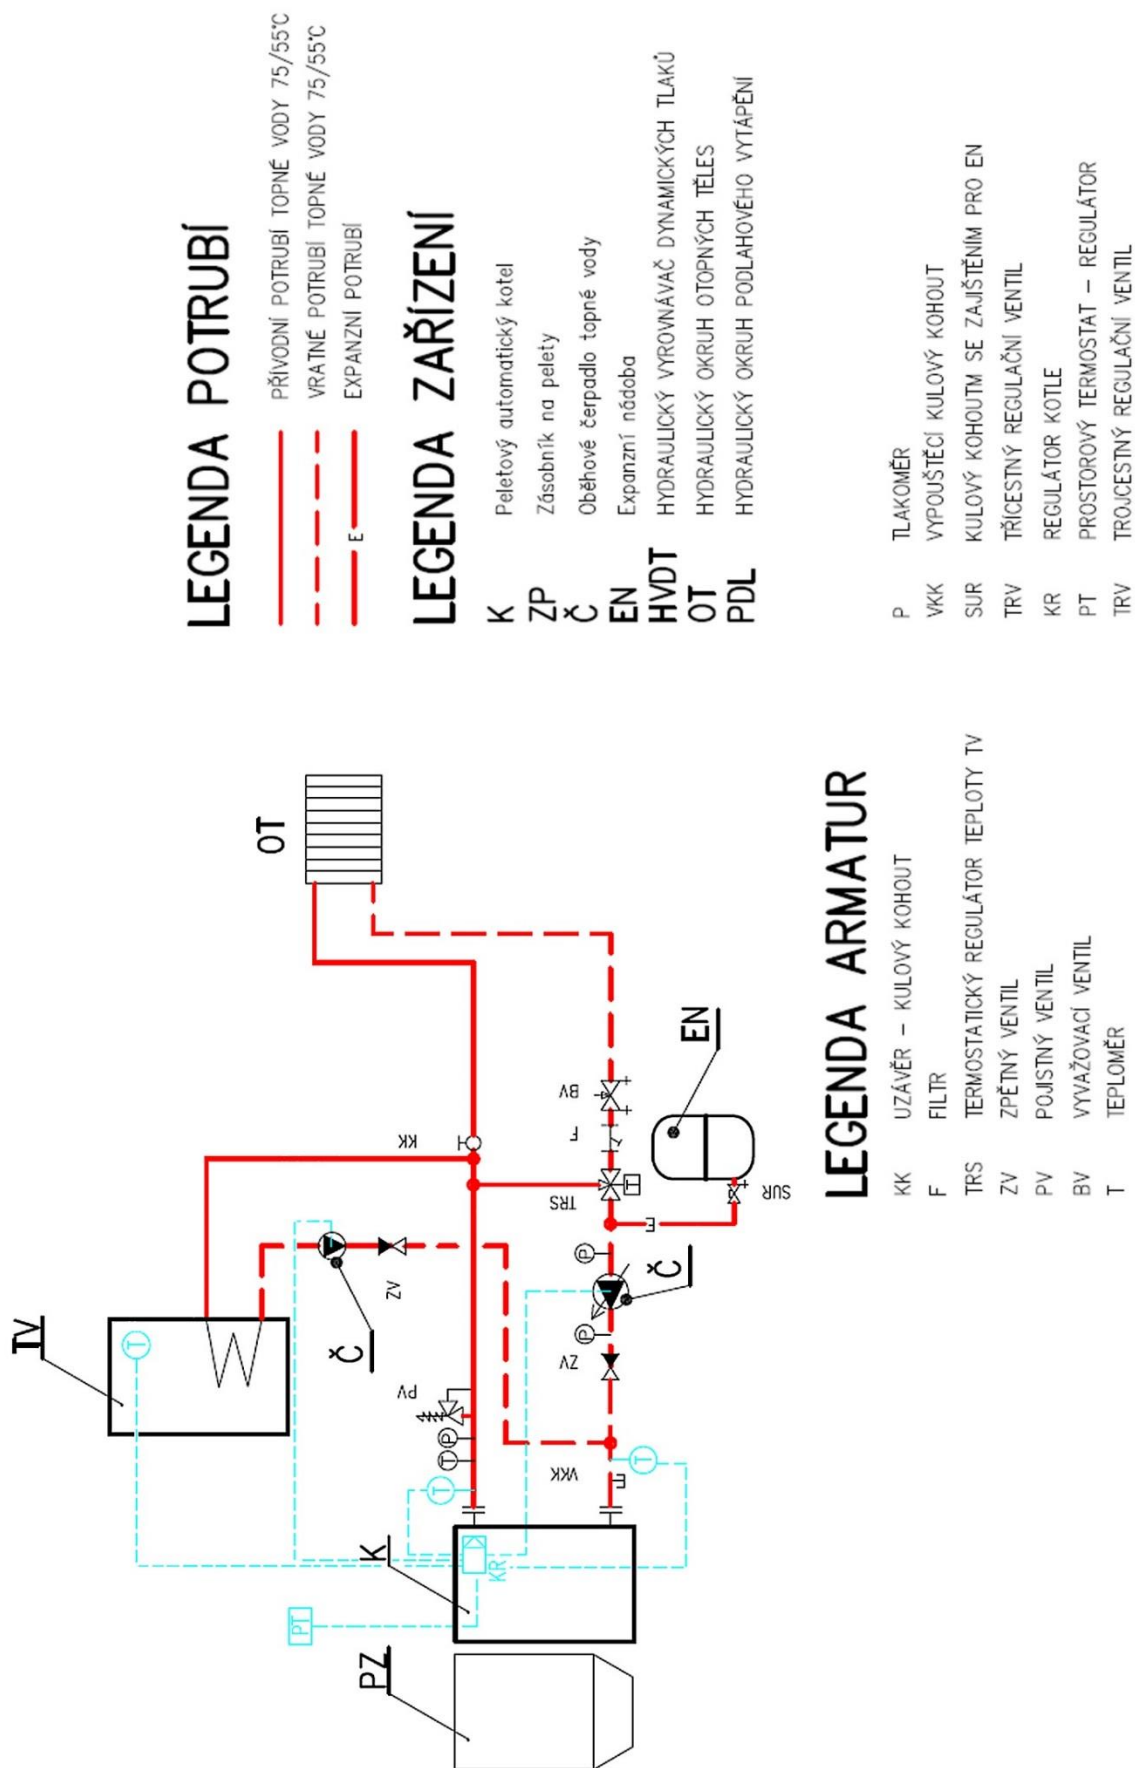 TV
T
OT
PT
Č
ZV
PZ
K
PV
KK
T
P
T
KR
VKK
TRS
F
BV
ZV
P
P
T
T
E
E
Č
EN
SUR
LEGENDA POTRUBÍ
PŘÍVODNÍ POTRUBÍ TOPNÉ VODY 75/55°C
VRATNÉ POTRUBÍ TOPNÉ VODY 75/55°C
E EXPANZNÍ POTRUBÍ
LEGENDA ZAŘÍZENÍ
K Peletový automatický kotel
ZP Zásobník na pelety
Č Oběhové čerpadlo topné vody
EN Expanzní nádoba
HVDT HYDRAULICKÝ VYROVNÁVAČ DYNAMICKÝCH TLAKŮ
OT HYDRAULICKÝ OKRUH OTOPNÝCH TĚLES
PDL HYDRAULICKÝ OKRUH PODLAHOVÉHO VYTÁPĚNÍ
LEGENDA ARMATUR
KK UZÁVĚR – KULOVÝ KOHOUT
F FILTR
TRS TERMOSTATICKÝ REGULÁTOR TEPLOTY TV
ZV ZPĚTNÝ VENTIL
PV POJISTNÝ VENTIL
BV VYVAŽOVACÍ VENTIL
T TEPLOMĚR
P TLAKOMĚR
VKK VYPOUŠTĚCÍ KULOVÝ KOHOUT
SUR KULOVÝ KOHOUTM SE ZAJIŠTĚNÍM PRO EN
TRV TŘÍCESTNÝ REGULAČNÍ VENTIL
KR REGULÁTOR KOTLE
PT PROSTOROVÝ TERMOSTAT – REGULÁTOR
TRV TROJCESTNÝ REGULAČNÍ VENTIL